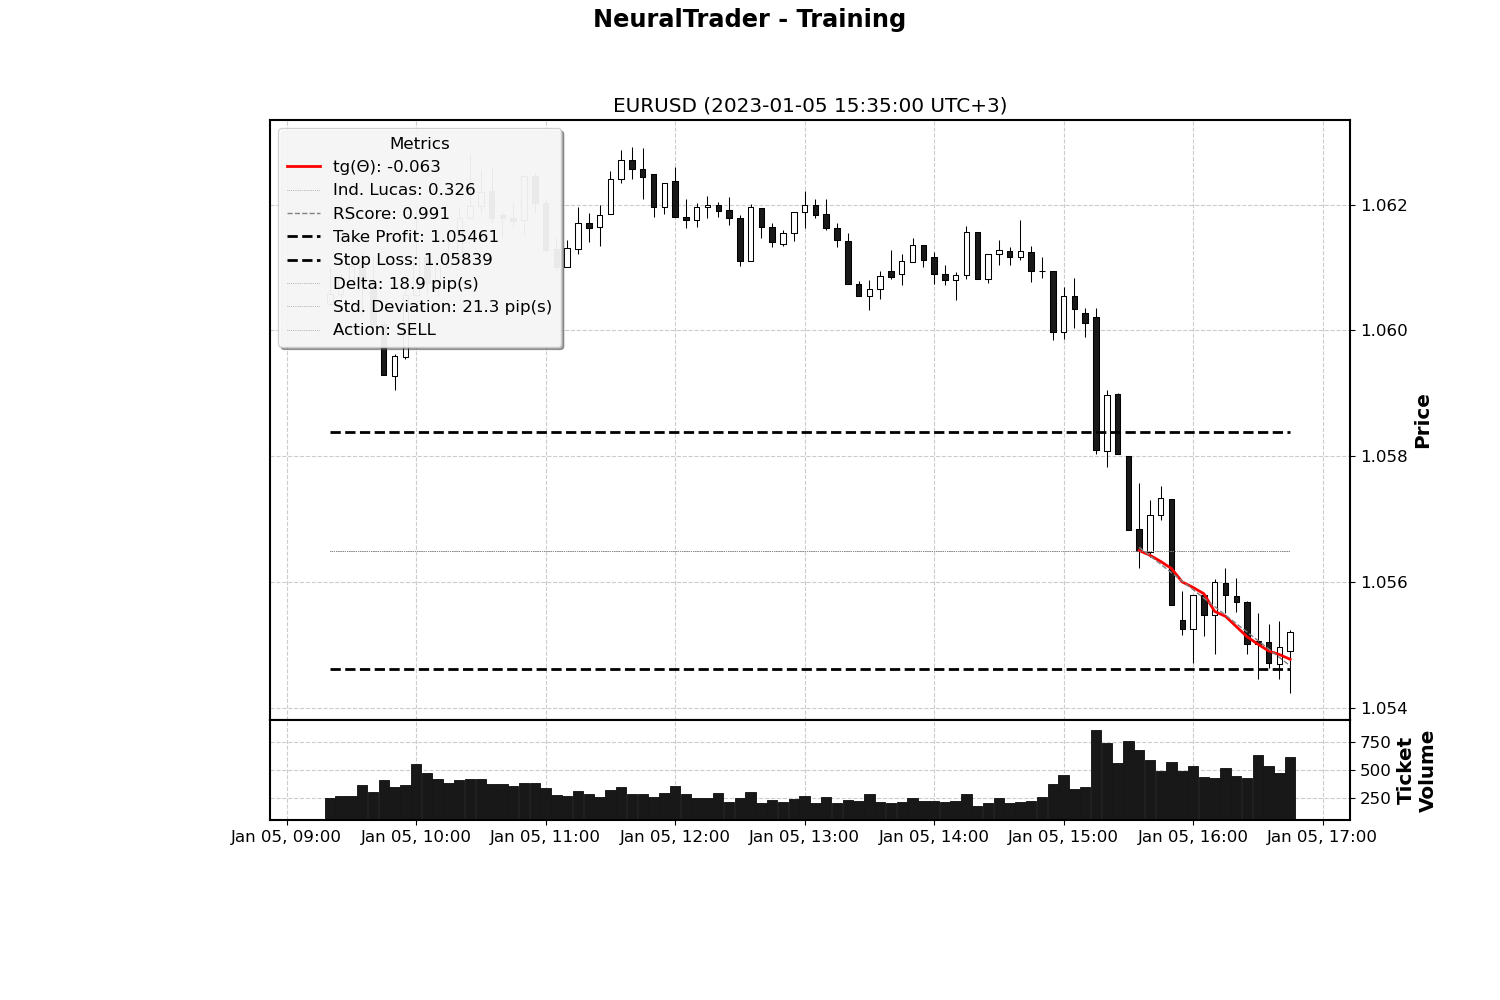 NeuralTrader - Training
EURUSD (2023-01-05 15:35:00 UTC+3)
Metrics
tg(Θ): -0.063
Ind. Lucas: 0.326
RScore: 0.991
Take Profit: 1.05461
Stop Loss: 1.05839
Delta: 18.9 pip(s)
Std. Deviation: 21.3 pip(s)
Action: SELL
1.062
1.060
1.058
1.056
1.054
Price
750
500
250
Ticket
Volume
Jan 05, 09:00
Jan 05, 10:00
Jan 05, 11:00
Jan 05, 12:00
Jan 05, 13:00
Jan 05, 14:00
Jan 05, 15:00
Jan 05, 16:00
Jan 05, 17:00